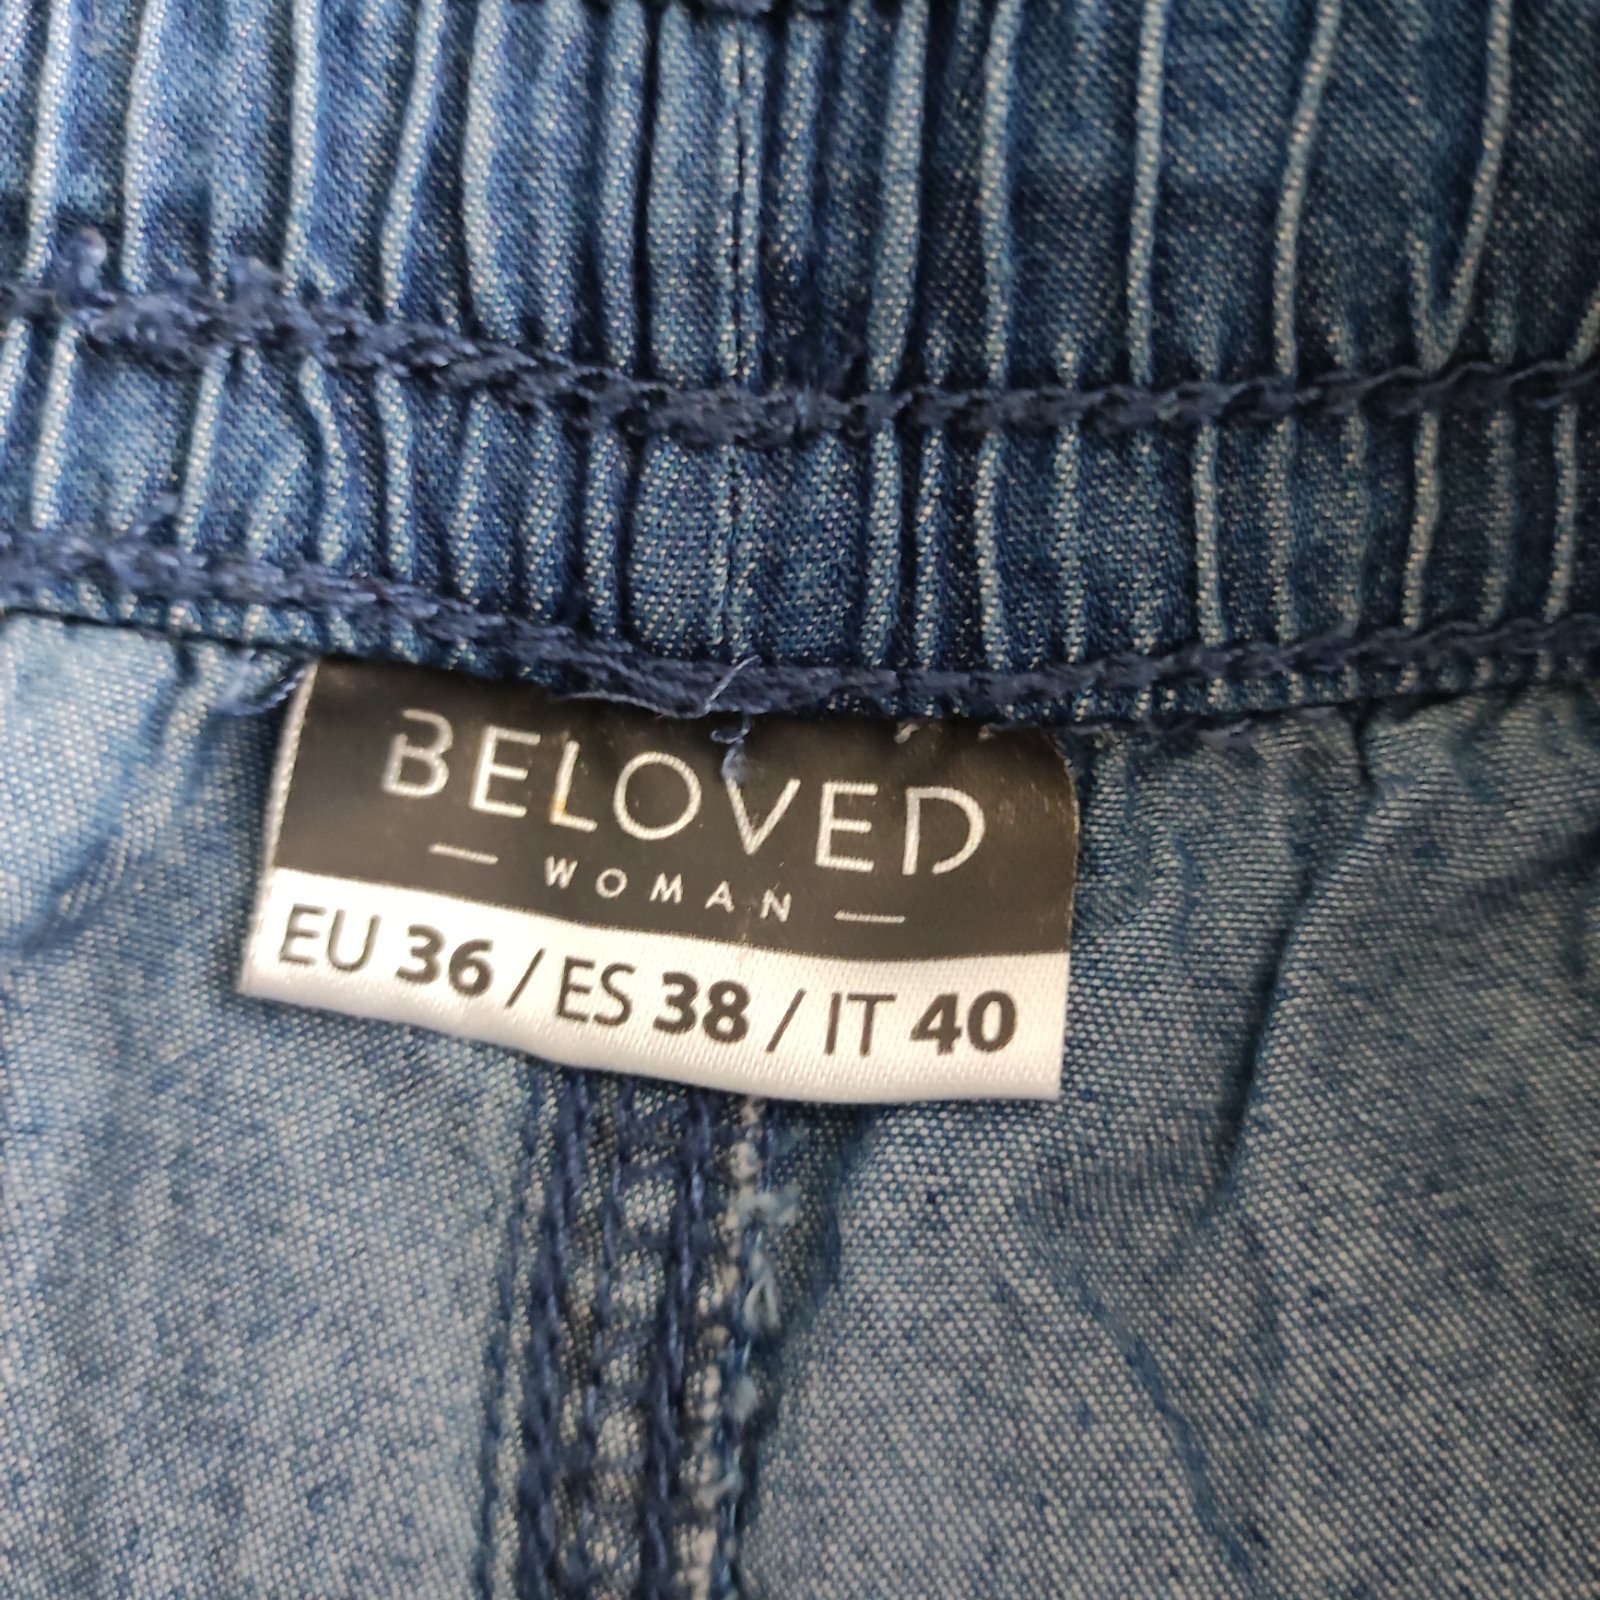 BELOVED
— WOMAN —
EU 36 / ES 38 / IT 40